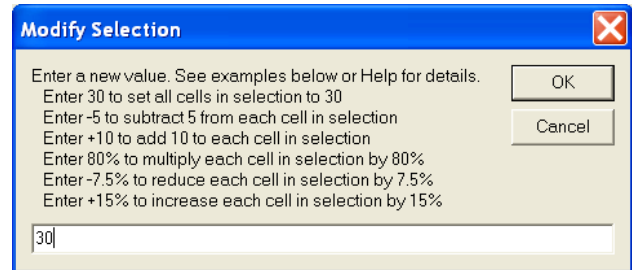 Modify Selection
Enter a new value. See examples below or Help for details.
Enter 30 to set all cells in selection to 30
Enter -5 to subtract 5 from each cell in selection
Enter +10 to add 10 to each cell in selection
Enter 80% to multiply each cell in selection by 80%
Enter -7.5% to reduce each cell in selection by 7.5%
Enter +15% to increase each cell in selection by 15%
OK
Cancel
30